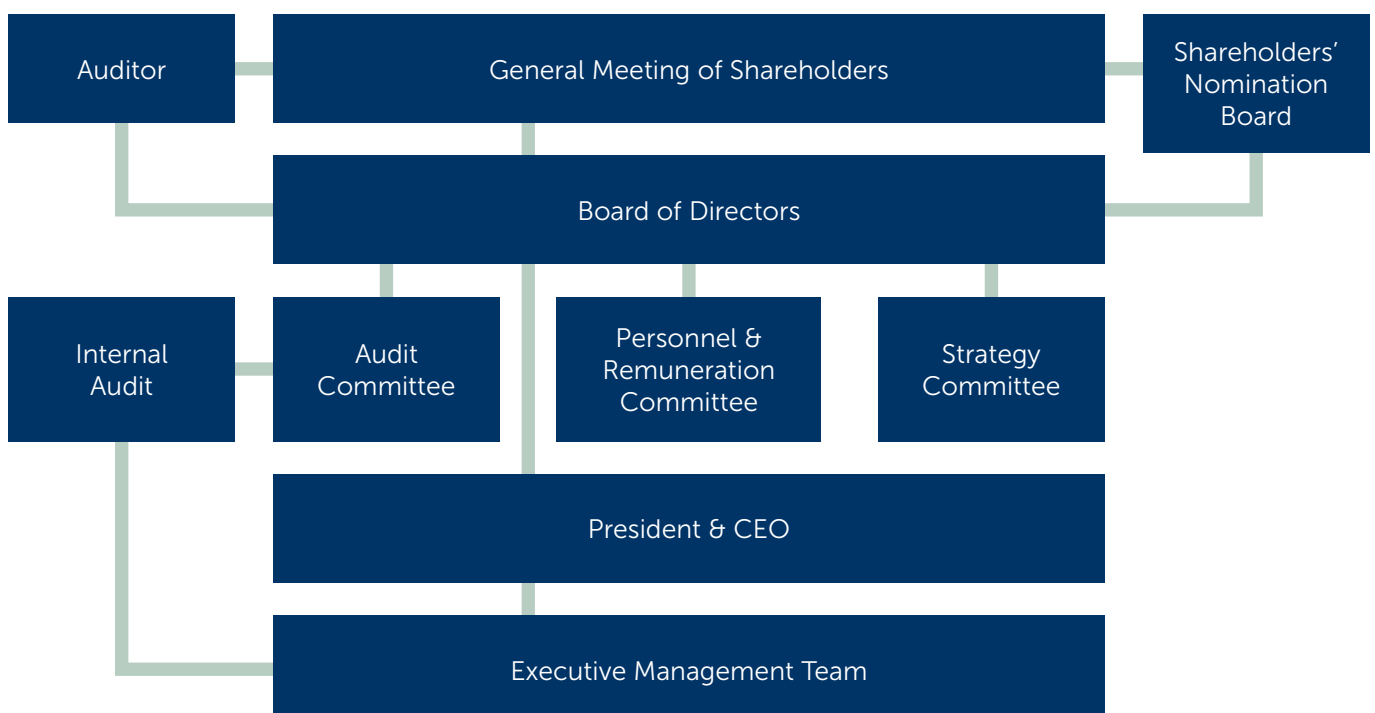 Auditor
General Meeting of Shareholders
Shareholders’
Nomination
Board
Board of Directors
Internal
Audit
Audit
Committee
Personnel &
Remuneration
Committee
Strategy
Committee
President & CEO
Executive Management Team